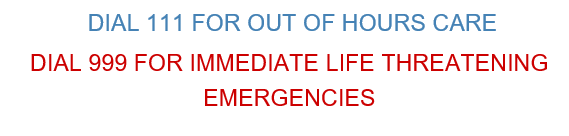 DIAL 111 FOR OUT OF HOURS CARE
DIAL 999 FOR IMMEDIATE LIFE THREATENING
EMERGENCIES